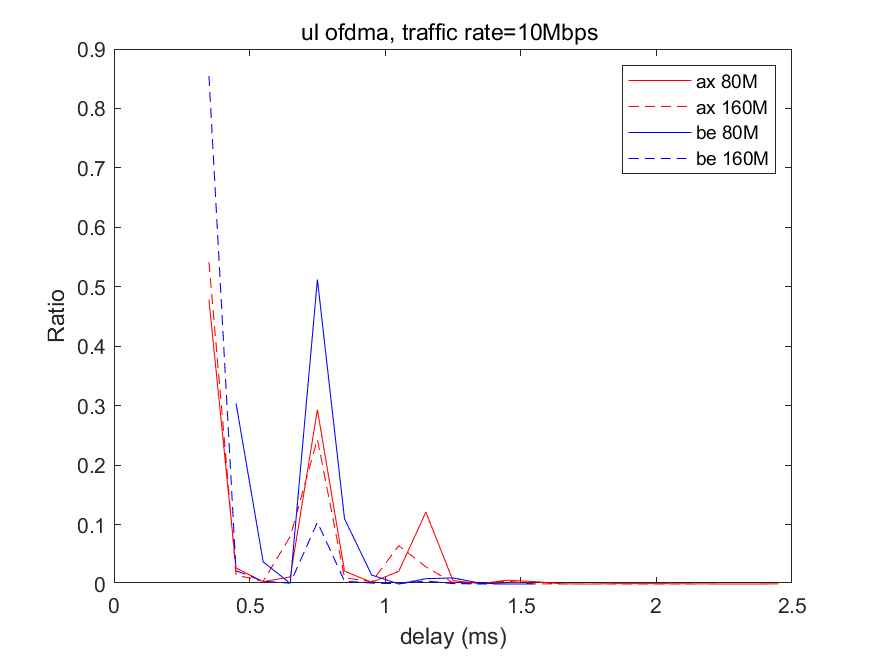 ul ofdma, traffic rate=10Mbps
0.9
0.8
0.7
0.6
0.5
0.4
0.3
0.2
0.1
0
Ratio
ax 80M
ax 160M
be 80M
be 160M
0 0.5 1 1.5 2 2.5
delay (ms)